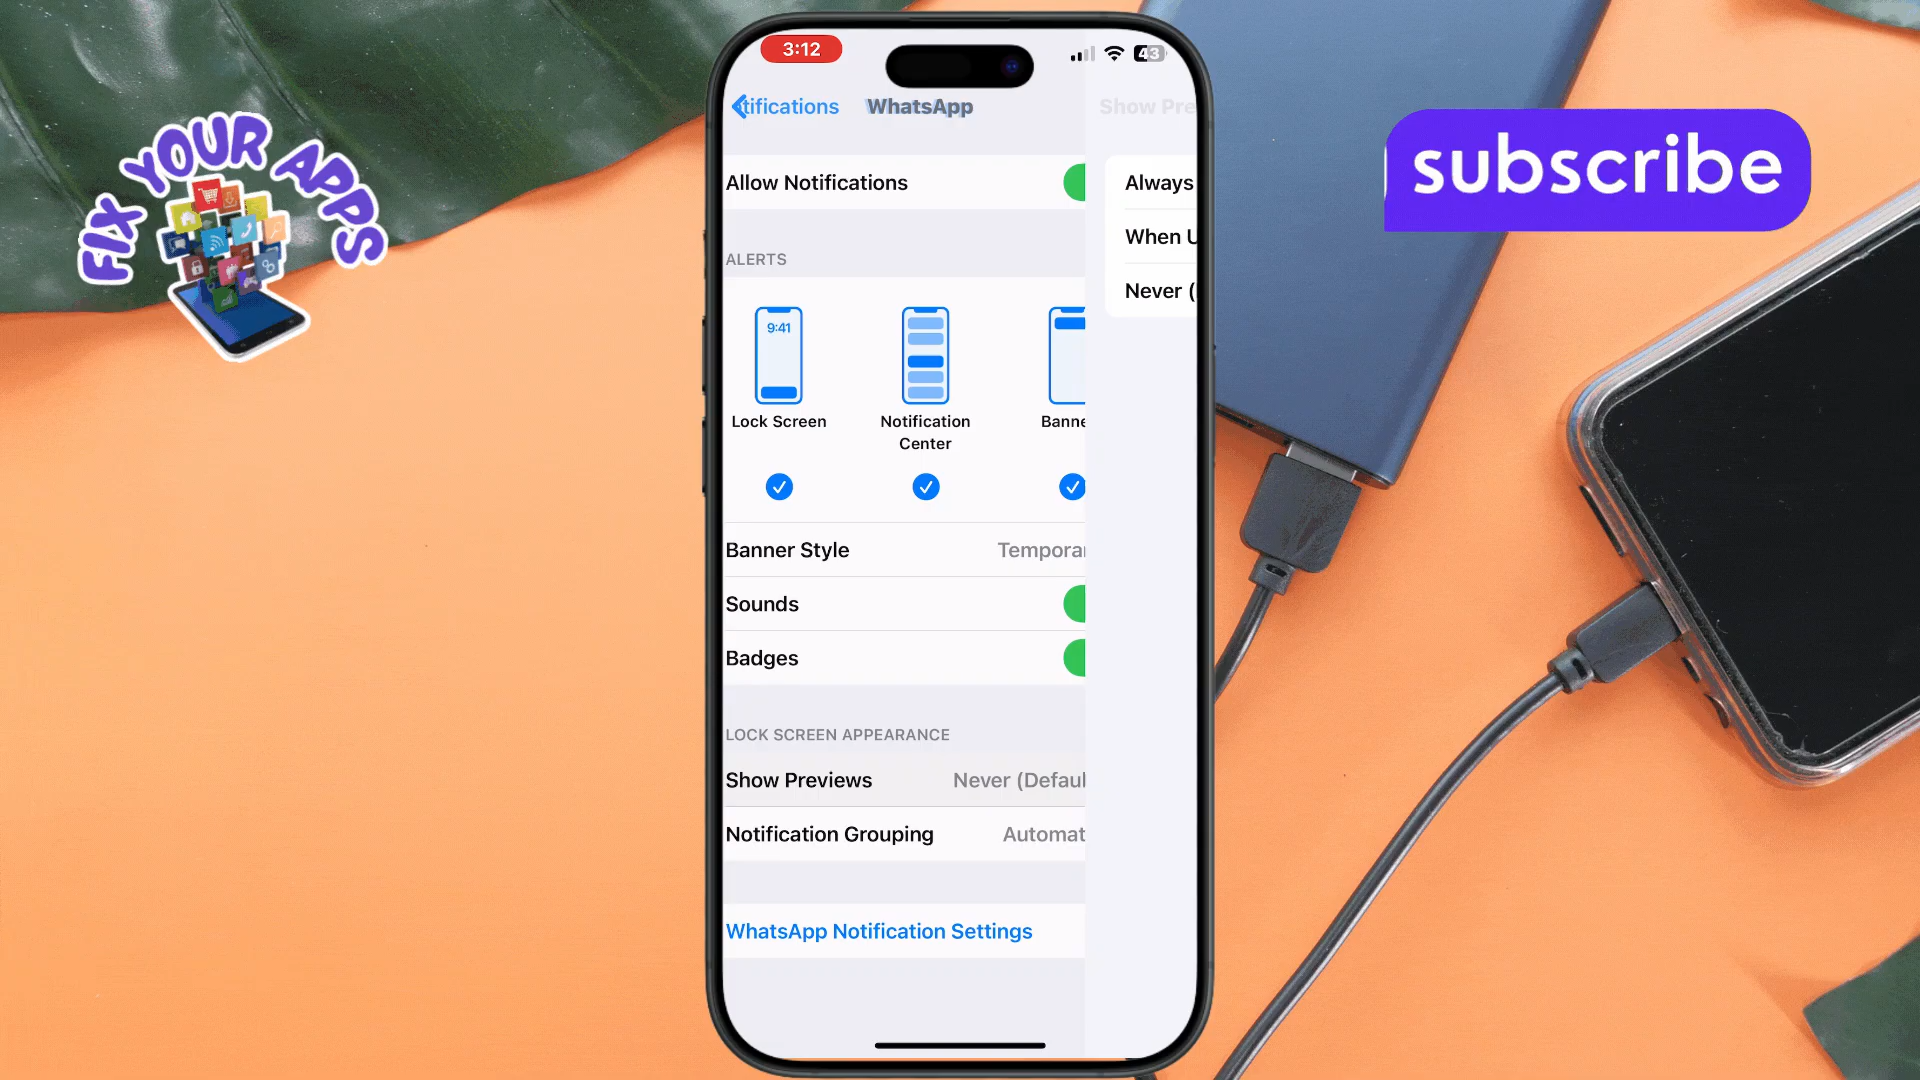 FIX YOUR APPS
subscribe
3:12
43
tifications
WhatsApp
Show Pre
Allow Notifications
Always
When U
Never (
ALERTS
9:41
Lock Screen
Notification
Center
Banne
Banner Style
Temporar
Sounds
Badges
LOCK SCREEN APPEARANCE
Show Previews
Never (Defaul
Notification Grouping
Automat
WhatsApp Notification Settings